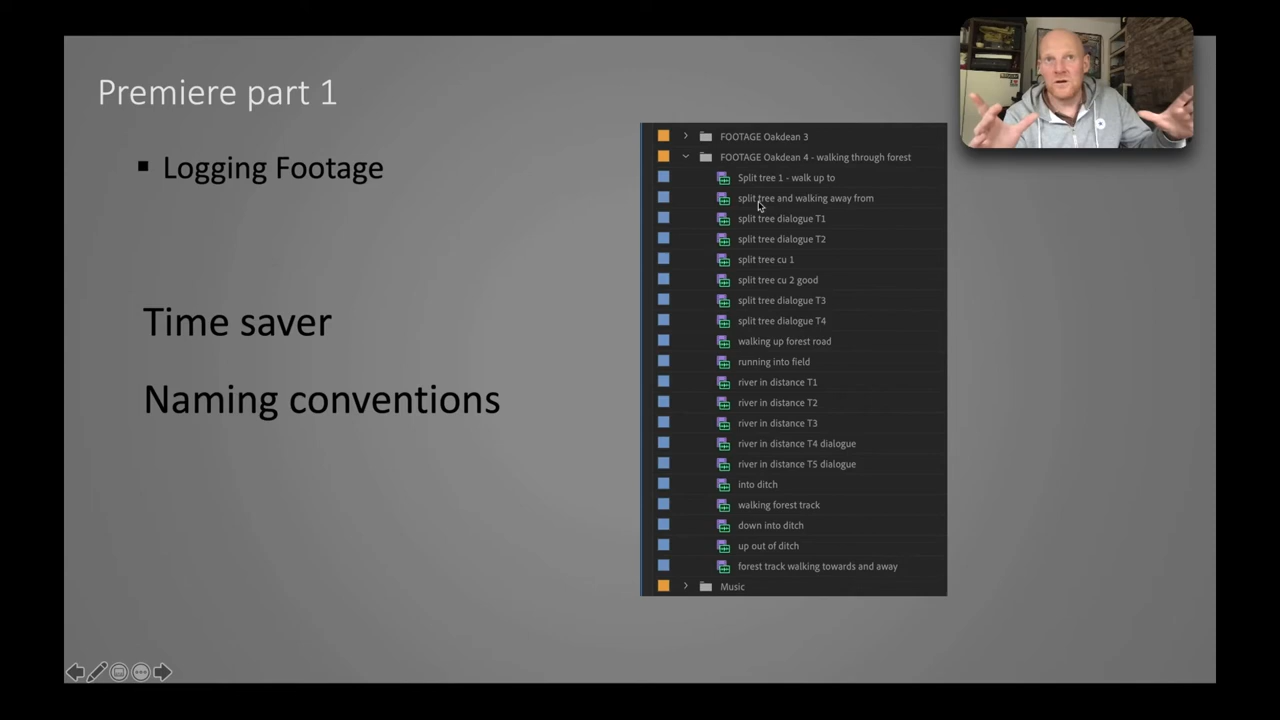 Premiere part 1
Logging Footage
Time saver
Naming conventions
FOOTAGE Oakdean 3
FOOTAGE Oakdean 4 - walking through forest
Split tree 1 - walk up to
split tree and walking away from
split tree dialogue T1
split tree dialogue T2
split tree cu 1
split tree cu 2 good
split tree dialogue T3
split tree dialogue T4
walking up forest road
running into field
river in distance T1
river in distance T2
river in distance T3
river in distance T4 dialogue
river in distance T5 dialogue
into ditch
walking forest track
down into ditch
up out of ditch
forest track walking towards and away
Music